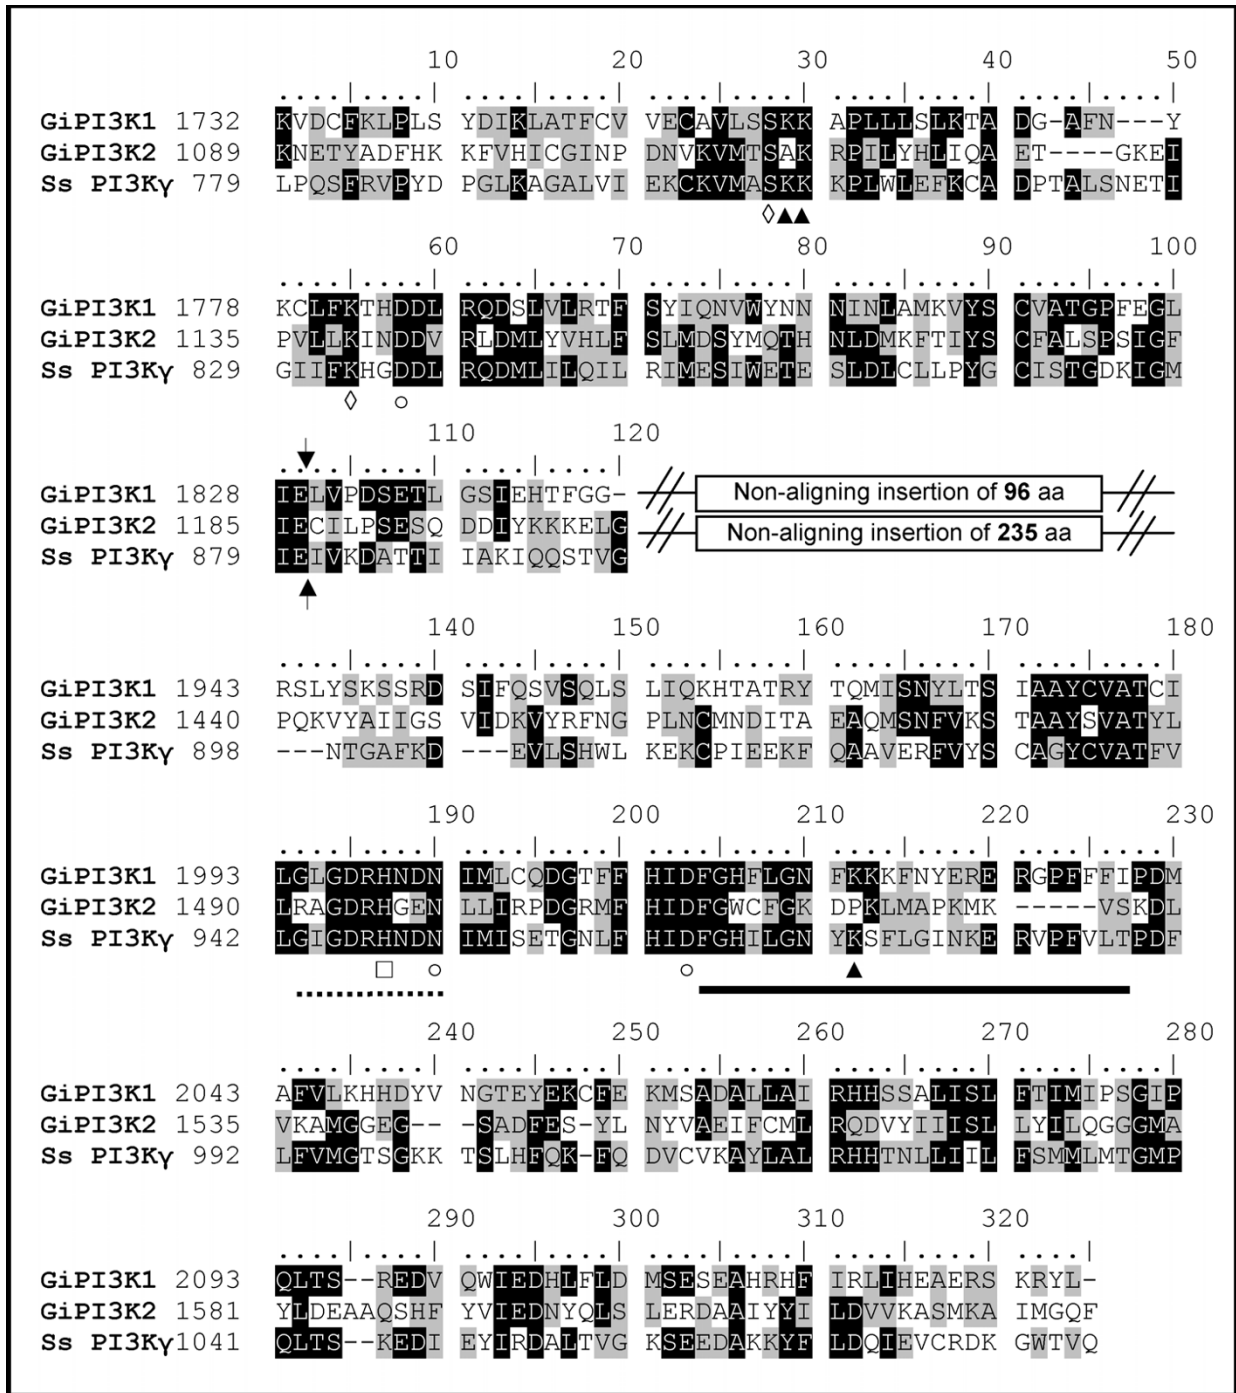 10 20 30 40 50
GiPI3K1 1732 KVDCFKLPLS YDIKLATFCV VECAVLSSKK APLLLSLKTA DG-AFN---Y
GiPI3K2 1089 KNETYADFHK KFVHICGINP DNVKVMTSAK RPILYHLIQA ET----GKEI
Ss PI3Kγ 779 LPQSFRVPYD PGLKAGALVI EKCKVMASKK KPLWLEFKCA DPTALSNETI
60 70 80 90 100
GiPI3K1 1778 KCLFKTHDDL RQDSLVLRTF SYIQNVWYNN NINLAMKVYS CVATGPFEGL
GiPI3K2 1135 PVLLKINDDV RLDMLYVHLF SLMDSYMQTH NLDMKFTIYS CFALSPSIGF
Ss PI3Kγ 829 GIIFKHGDDL RQDMLILQIL RIMESIWETE SLDLCLLPYG CISTGDKIGM
110 120
GiPI3K1 1828 IELVPDSETL GSIEHTFGG- Non-aligning insertion of 96 aa
GiPI3K2 1185 IECILPSESQ DDIYKKKELG Non-aligning insertion of 235 aa
Ss PI3Kγ 879 IEIVKDATTI IAKIQQSTVG
140 150 160 170 180
GiPI3K1 1943 RSLYSKSSRD SIFQSVSQLS LIQKHTATRY TQMISNYLTS IAAYCVATCI
GiPI3K2 1440 PQKVYAIIGS VIDKVYRFNG PLNCMNDITA EAQMSNFVKS TAAYSVATYL
Ss PI3Kγ 898 ---NTGAFKD ---EVLSHWL KEKCPIEEKF QAAVERFVYS CAGYCVATFV
190 200 210 220 230
GiPI3K1 1993 LGLGDRHNDN IMLCQDGTFF HIDFGHFLGN FKKKFNYERE RGPFFFIPDM
GiPI3K2 1490 LRAGDRHGEN LLIRPDGRMF HIDFGWCFGK DPKLMAPKMK -----VSKDL
Ss PI3Kγ 942 LGIGDRHNDN IMISETGNLF HIDFGHILGN YKSFLGINKE RVPFVLTPDF
240 250 260 270 280
GiPI3K1 2043 AFVLKHHDYV NGTEYEKCFE KMSADALLAI RHHSSALISL FTIMIPSGIP
GiPI3K2 1535 VKAMGGEG-- -SADFES-YL NYVAEIFCML RQDVYIIISL LYILQGGGMA
Ss PI3Kγ 992 LFVMGTSGKK TSLHFQK-FQ DVCVKAYLAL RHHTNLLIIL FSMMLMTGMP
290 300 310 320
GiPI3K1 2093 QLTS--REDV QWIEDHLFLD MSESEAHRHF IRLIHEAERS KRYL-
GiPI3K2 1581 YLDEAAQSHF YVIEDNYQLS LERDAAIYYI LDVVKASMKA IMGQF
Ss PI3Kγ 1041 QLTS--KEDI EYIRDALTVG KSEEDAKKYF LDQIEVCRDK GWTVQ